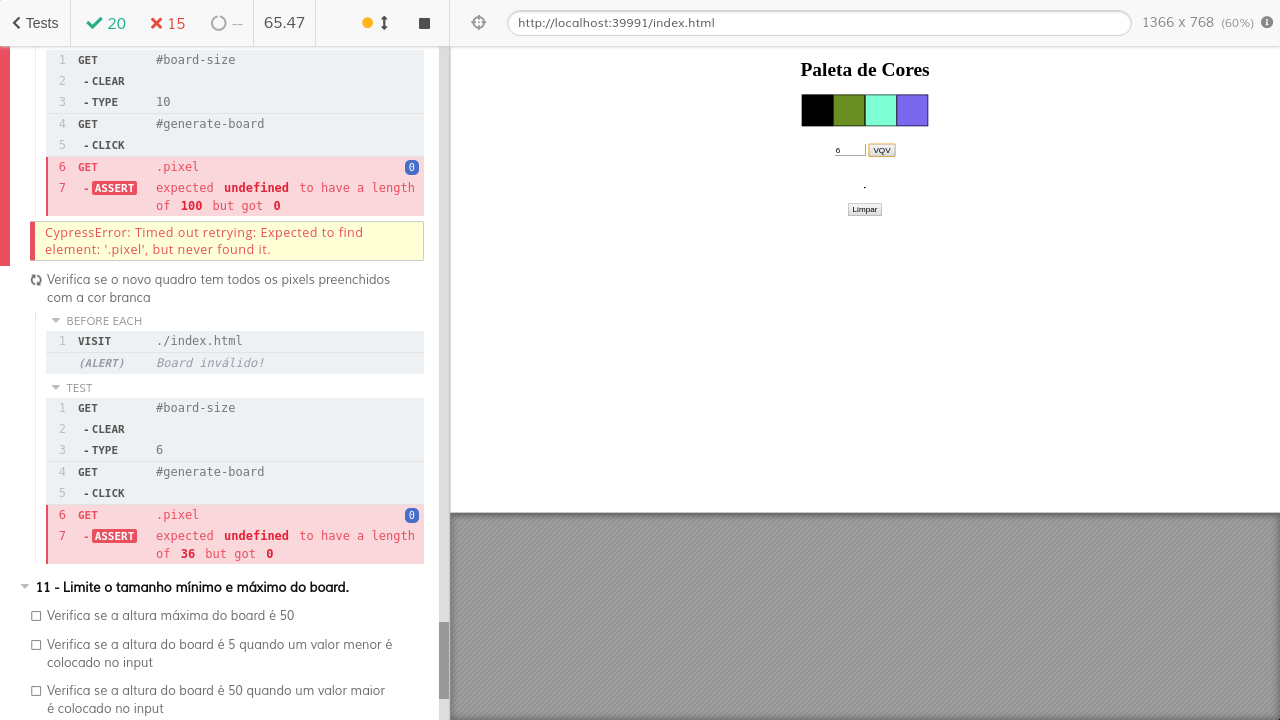 Tests
20
15
--
65.47
http://localhost:39991/index.html
1366 x 768 (60%)
1 GET #board-size
2 - CLEAR
3 - TYPE 10
4 GET #generate-board
5 - CLICK
6 GET .pixel 0
7 - ASSERT expected undefined to have a length
of 100 but got 0
CypressError: Timed out retrying: Expected to find
element: '.pixel', but never found it.
Verifica se o novo quadro tem todos os pixels preenchidos
com a cor branca
BEFORE EACH
1 VISIT ./index.html
(ALERT) Board inválido!
TEST
1 GET #board-size
2 - CLEAR
3 - TYPE 6
4 GET #generate-board
5 - CLICK
6 GET .pixel 0
7 - ASSERT expected undefined to have a length
of 36 but got 0
11 - Limite o tamanho mínimo e máximo do board.
Verifica se a altura máxima do board é 50
Verifica se a altura do board é 5 quando um valor menor é
colocado no input
Verifica se a altura do board é 50 quando um valor maior
é colocado no input
Paleta de Cores
6 VQV
Limpar